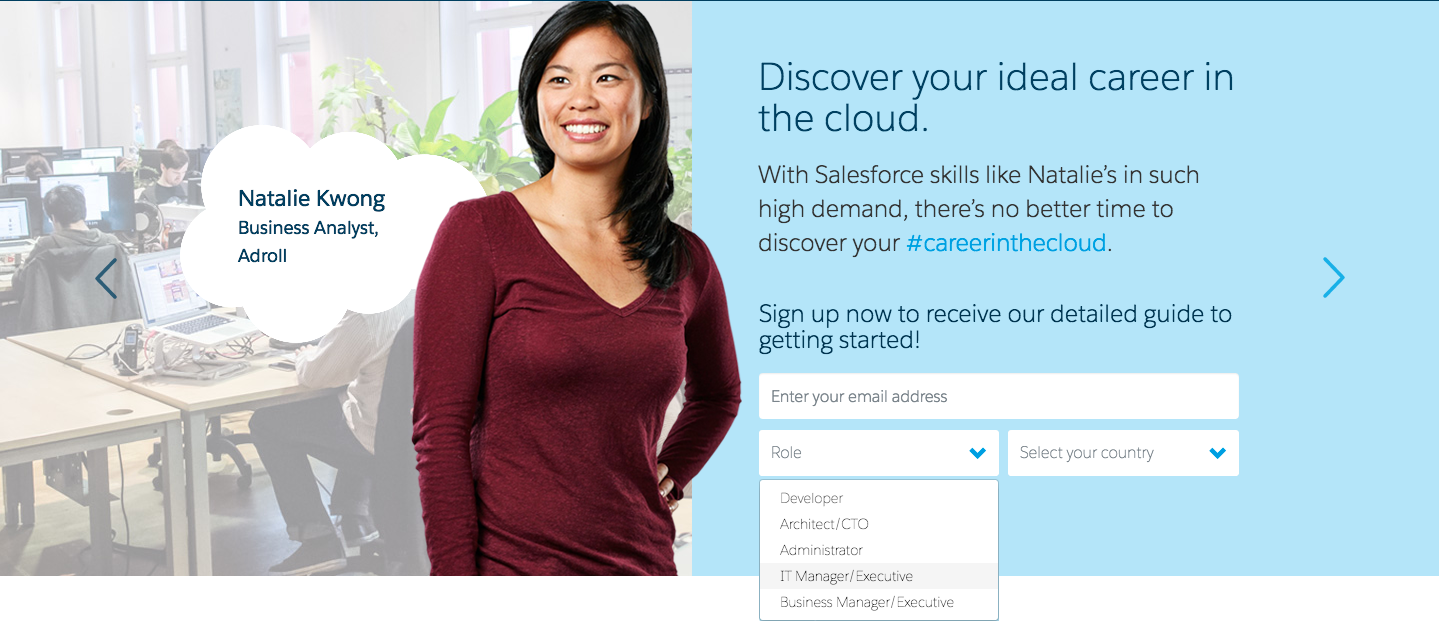 Natalie Kwong
Business Analyst,
Adroll
Discover your ideal career in
the cloud.
With Salesforce skills like Natalie’s in such
high demand, there’s no better time to
discover your #careerinthecloud.
Sign up now to receive our detailed guide to
getting started!
Enter your email address
Role
Select your country
Developer
Architect/CTO
Administrator
IT Manager/Executive
Business Manager/Executive